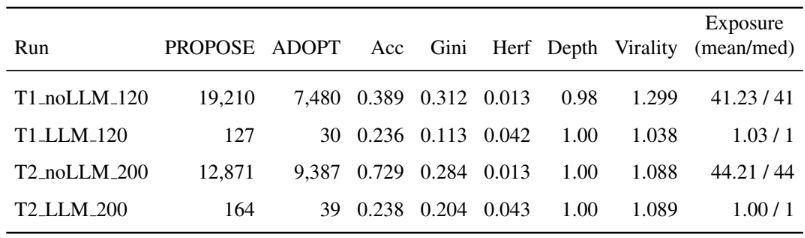 Exposure
Run PROPOSE ADOPT Acc Gini Herf Depth Virality (mean/med)
T1_noLLM_120 19,210 7,480 0.389 0.312 0.013 0.98 1.299 41.23 / 41
T1_LLM_120 127 30 0.236 0.113 0.042 1.00 1.038 1.03 / 1
T2_noLLM_200 12,871 9,387 0.729 0.284 0.013 1.00 1.088 44.21 / 44
T2_LLM_200 164 39 0.238 0.204 0.043 1.00 1.089 1.00 / 1